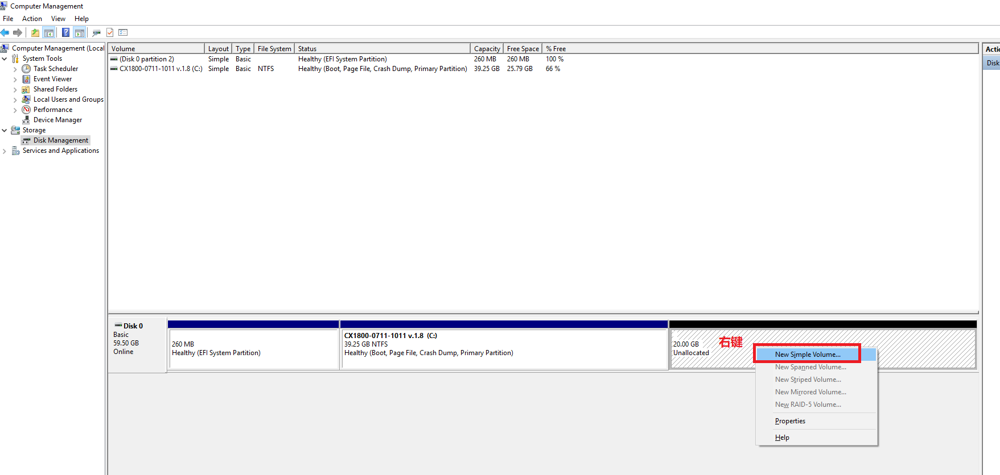 Computer Management
File Action View Help
Computer Management (Local
System Tools
Task Scheduler
Event Viewer
Shared Folders
Local Users and Groups
Performance
Device Manager
Storage
Disk Management
Services and Applications
Volume Layout Type File System Status Capacity Free Space % Free
(Disk 0 partition 2) Simple Basic Healthy (EFI System Partition) 260 MB 260 MB 100 %
CX1800-0711-1011 v.1.8 (C:) Simple Basic NTFS Healthy (Boot, Page File, Crash Dump, Primary Partition) 39.25 GB 25.79 GB 66 %
Actio
Disk
Disk 0
Basic
59.50 GB
Online
260 MB
Healthy (EFI System Partition)
CX1800-0711-1011 v.1.8 (C:)
39.25 GB NTFS
Healthy (Boot, Page File, Crash Dump, Primary Partition)
20.00 GB
Unallocated
右键
New Simple Volume...
New Spanned Volume...
New Striped Volume...
New Mirrored Volume...
New RAID-5 Volume...
Properties
Help